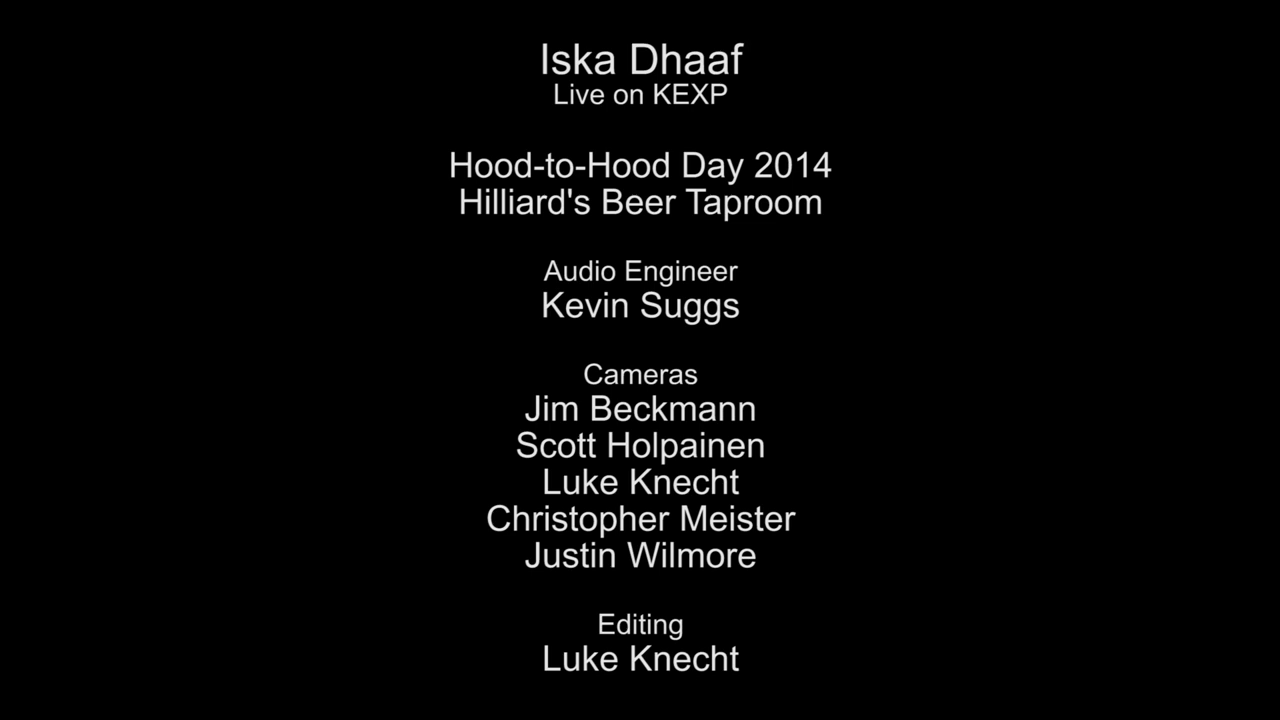 Iska Dhaaf
Live on KEXP
Hood-to-Hood Day 2014
Hilliard's Beer Taproom
Audio Engineer
Kevin Suggs
Cameras
Jim Beckmann
Scott Holpainen
Luke Knecht
Christopher Meister
Justin Wilmore
Editing
Luke Knecht